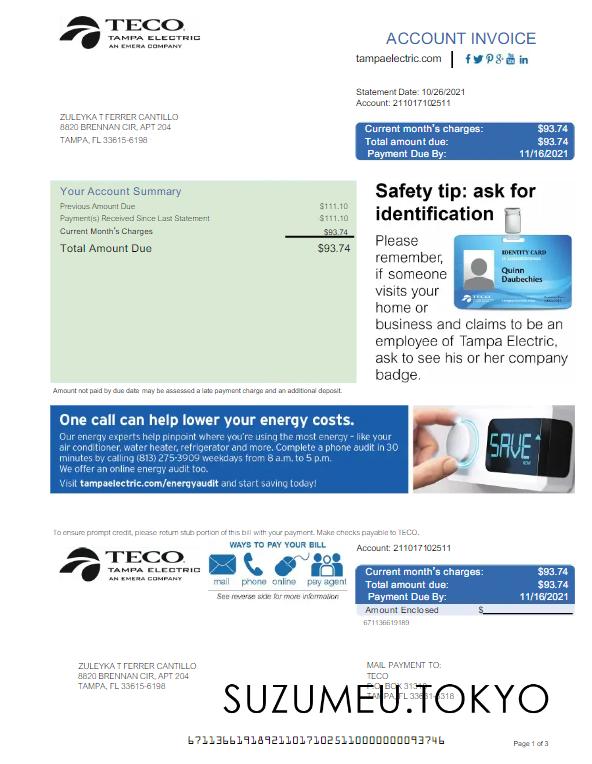 TECO.
TAMPA ELECTRIC
AN EMERA COMPANY
ACCOUNT INVOICE
tampaelectric.com
Statement Date: 10/26/2021
Account: 211017102511
ZULEYKA T FERRER CANTILLO
8820 BRENNAN CIR, APT 204
TAMPA, FL 33615-6198
Current month's charges: $93.74
Total amount due: $93.74
Payment Due By: 11/16/2021
Your Account Summary
Previous Amount Due $111.10
Payment(s) Received Since Last Statement -$111.10
Current Month's Charges $93.74
Total Amount Due $93.74
Safety tip: ask for
identification
Please
remember,
if someone
visits your
home or
business and claims to be an
employee of Tampa Electric,
ask to see his or her company
badge.
IDENTITY CARD
Quinn
Daubechies
TECO
Amount not paid by due date may be assessed a late payment charge and an additional deposit.
One call can help lower your energy costs.
Our energy experts help pinpoint where you're using the most energy – like your
air conditioner, water heater, refrigerator and more. Complete a phone audit in 30
minutes by calling (813) 275-3909 weekdays from 8 a.m. to 5 p.m.
We offer an online energy audit too.
Visit tampaelectric.com/energyaudit and start saving today!
SAVE
NOW
To ensure prompt credit, please return stub portion of this bill with your payment. Make checks payable to TECO.
TECO.
TAMPA ELECTRIC
AN EMERA COMPANY
WAYS TO PAY YOUR BILL
mail phone online pay agent
See reverse side for more information
Account: 211017102511
Current month's charges: $93.74
Total amount due: $93.74
Payment Due By: 11/16/2021
Amount Enclosed $
671136619189
ZULEYKA T FERRER CANTILLO
8820 BRENNAN CIR, APT 204
TAMPA, FL 33615-6198
MAIL PAYMENT TO:
TECO
P.O. BOX 31318
TAMPA, FL 33631-3318
SUZUMEU.TOKYO
6711366191892110171025110000000093746
Page 1 of 3